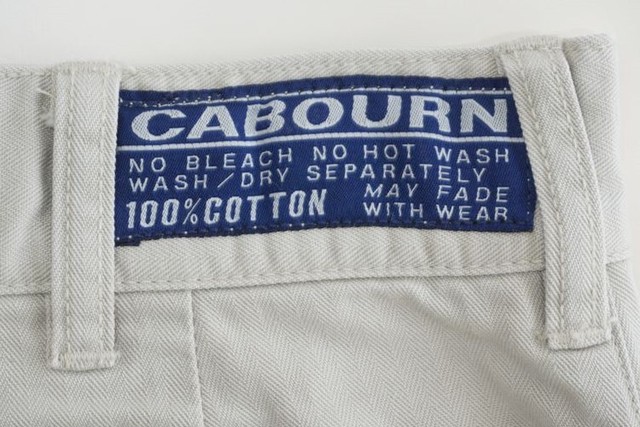 CABOURN
NO BLEACH NO HOT WASH
WASH / DRY SEPARATELY
100% COTTON
MAY FADE
WITH WEAR